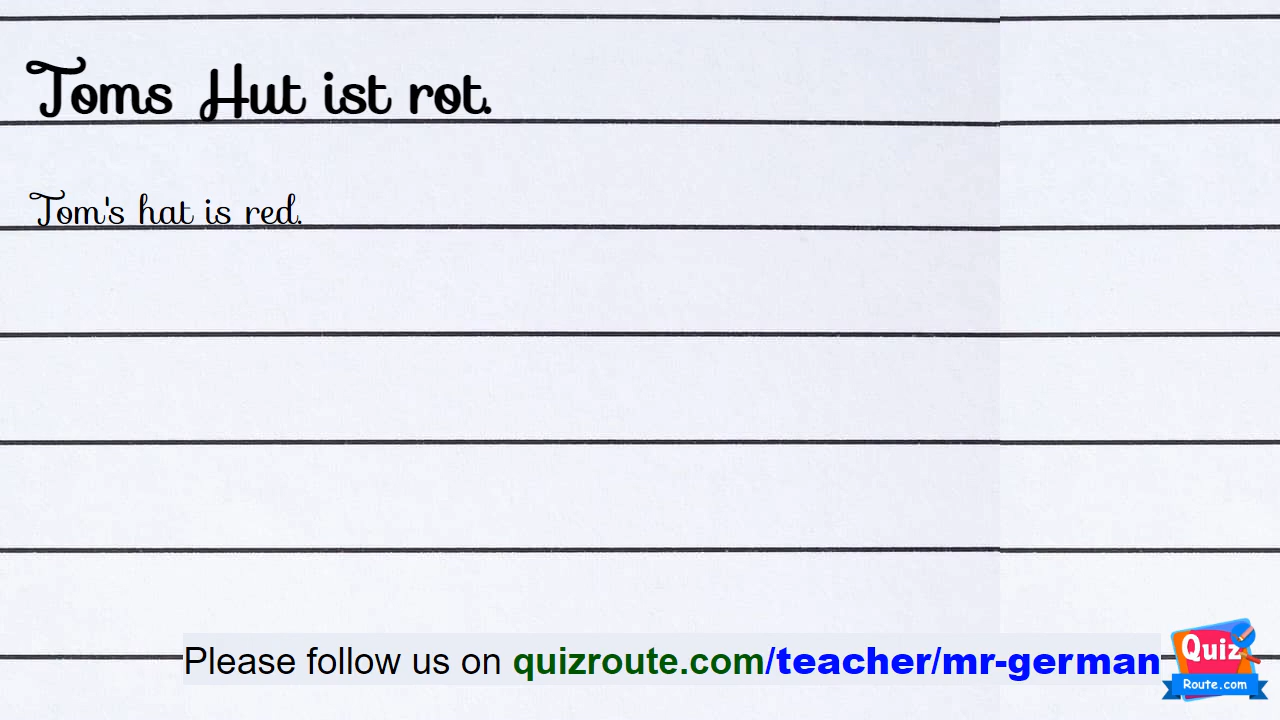 Toms Hut ist rot.
Tom's hat is red.
Please follow us on quizroute.com/teacher/mr-german
Quiz
Route.com